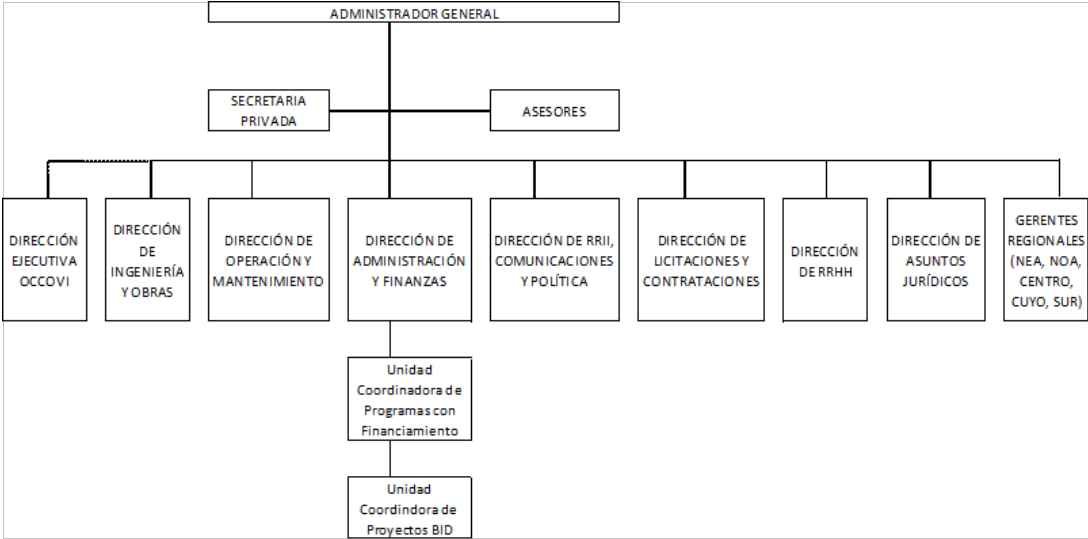 ADMINISTRADOR GENERAL
SECRETARIA
PRIVADA
ASESORES
DIRECCIÓN
EJECUTIVA
OCCOVI
DIRECCIÓN
DE
INGENIERÍA
Y OBRAS
DIRECCIÓN DE
OPERACIÓN Y
MANTENIMIENTO
DIRECCIÓN DE
ADMINISTRACIÓN
Y FINANZAS
DIRECCIÓN DE RRII,
COMUNICACIONES
Y POLÍTICA
DIRECCIÓN DE
LICITACIONES Y
CONTRATACIONES
DIRECCIÓN
DE RRHH
DIRECCIÓN DE
ASUNTOS
JURÍDICOS
GERENTES
REGIONALES
(NEA, NOA,
CENTRO,
CUYO, SUR)
Unidad
Coordinadora de
Programas con
Financiamiento
Unidad
Coordindora de
Proyectos BID